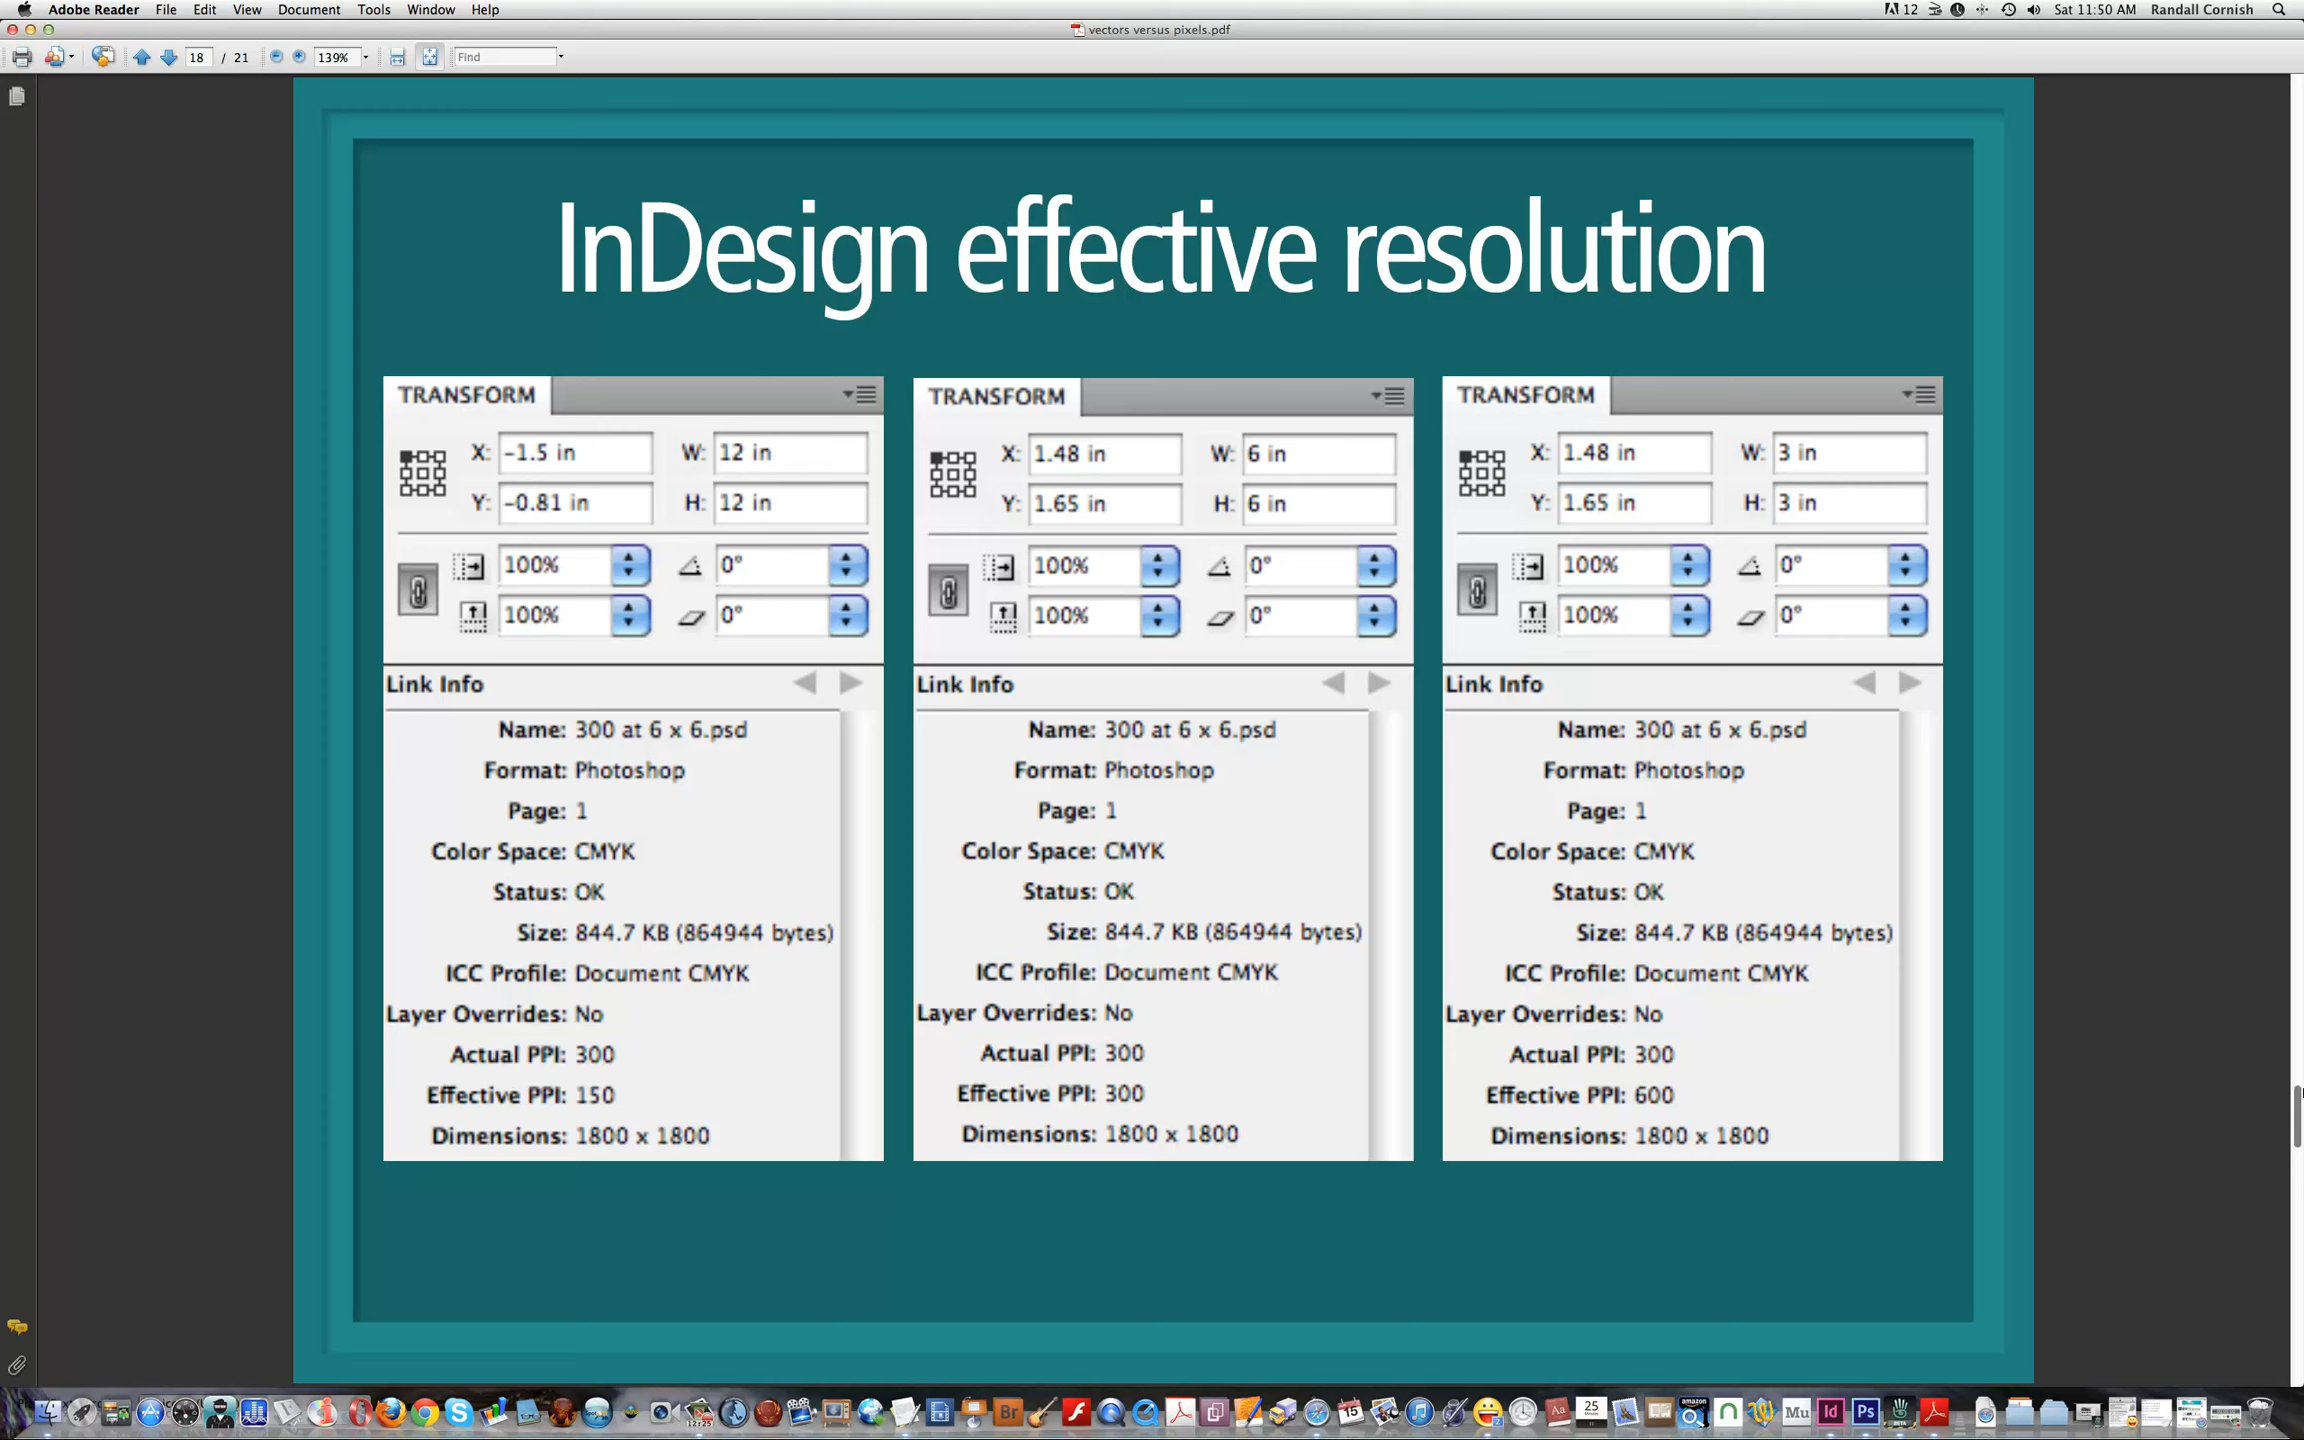 Adobe Reader File Edit View Document Tools Window Help
12 Sat 11:50 AM Randall Cornish
vectors versus pixels.pdf
18 / 21 139% Find
InDesign effective resolution
TRANSFORM
X: -1.5 in W: 12 in
Y: -0.81 in H: 12 in
100% 0°
100% 0°
Link Info
Name: 300 at 6 x 6.psd
Format: Photoshop
Page: 1
Color Space: CMYK
Status: OK
Size: 844.7 KB (864944 bytes)
ICC Profile: Document CMYK
Layer Overrides: No
Actual PPI: 300
Effective PPI: 150
Dimensions: 1800 x 1800
TRANSFORM
X: 1.48 in W: 6 in
Y: 1.65 in H: 6 in
100% 0°
100% 0°
Link Info
Name: 300 at 6 x 6.psd
Format: Photoshop
Page: 1
Color Space: CMYK
Status: OK
Size: 844.7 KB (864944 bytes)
ICC Profile: Document CMYK
Layer Overrides: No
Actual PPI: 300
Effective PPI: 300
Dimensions: 1800 x 1800
TRANSFORM
X: 1.48 in W: 3 in
Y: 1.65 in H: 3 in
100% 0°
100% 0°
Link Info
Name: 300 at 6 x 6.psd
Format: Photoshop
Page: 1
Color Space: CMYK
Status: OK
Size: 844.7 KB (864944 bytes)
ICC Profile: Document CMYK
Layer Overrides: No
Actual PPI: 300
Effective PPI: 600
Dimensions: 1800 x 1800
Br 15 Aa 25 amazon Mu Id Ps